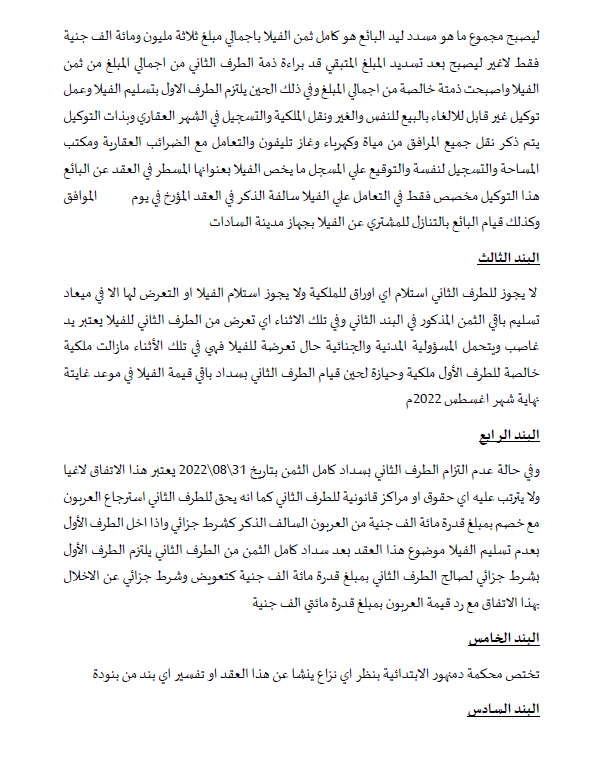 ليصبح مجموع ما هو مسدد ليد البائع هو كامل ثمن الفيلا باجمالي مبلغ ثلاثة مليون ومائة الف جنية
فقط لاغير ليصبح بعد تسديد المبلغ المتبقي قد براءة ذمة الطرف الثاني من اجمالي المبلغ من ثمن
الفيلا واصبحت ذمتة خالصة من اجمالي المبلغ وفي ذلك الحين يلتزم الطرف الاول بتسليم الفيلا وعمل
توكيل غير قابل للالغاء بالبيع للنفس والغير ونقل الملكية والتسجيل في الشهر العقاري وبذات التوكيل
يتم ذكر نقل جميع المرافق من مياة وكهرباء وغاز تليفون والتعامل مع الضرائب العقارية ومكتب
المساحة والتسجيل لنفسة والتوقيع علي المسجل ما يخص الفيلا بعنوانها المسطر في العقد عن البائع
هذا التوكيل مخصص فقط في التعامل علي الفيلا سالفة الذكر في العقد المؤرخ في يوم الموافق
وكذلك قيام البائع بالتنازل للمشتري عن الفيلا بجهاز مدينة السادات
البند الثالث
لا يجوز للطرف الثاني استلام اي اوراق للملكية ولا يجوز استلام الفيلا او التعرض لها الا في ميعاد
تسليم باقي الثمن المذكور في البند الثاني وفي تلك الاثناء اي تعرض من الطرف الثاني للفيلا يعتبر يد
غاصب ويتحمل المسؤولية المدنية والجنائية حال تعرضة للفيلا فهي في تلك الأثناء مازالت ملكية
خالصة للطرف الأول ملكية وحيازة لحين قيام الطرف الثاني بسداد باقي قيمة الفيلا في موعد غايتة
نهاية شهر اغسطس 2022م
البند الرابع
وفي حالة عدم التزام الطرف الثاني بسداد كامل الثمن بتاريخ 31\08\2022 يعتبر هذا الاتفاق لاغيا
ولا يترتب عليه اي حقوق او مراكز قانونية للطرف الثاني كما انه يحق للطرف الثاني استرجاع العربون
مع خصم بمبلغ قدرة مائة الف جنية من العربون السالف الذكر كشرط جزائي واذا اخل الطرف الأول
بعدم تسليم الفيلا موضوع هذا العقد بعد سداد كامل الثمن من الطرف الثاني يلتزم الطرف الأول
بشرط جزائي لصالح الطرف الثاني بمبلغ قدرة مائة الف جنية كتعويض وشرط جزائي عن الاخلال
بهذا الاتفاق مع رد قيمة العربون بمبلغ قدرة مائتي الف جنية
البند الخامس
تختص محكمة دمنهور الابتدائية بنظر اي نزاع ينشا عن هذا العقد او تفسير اي بند من بنودة
البند السادس